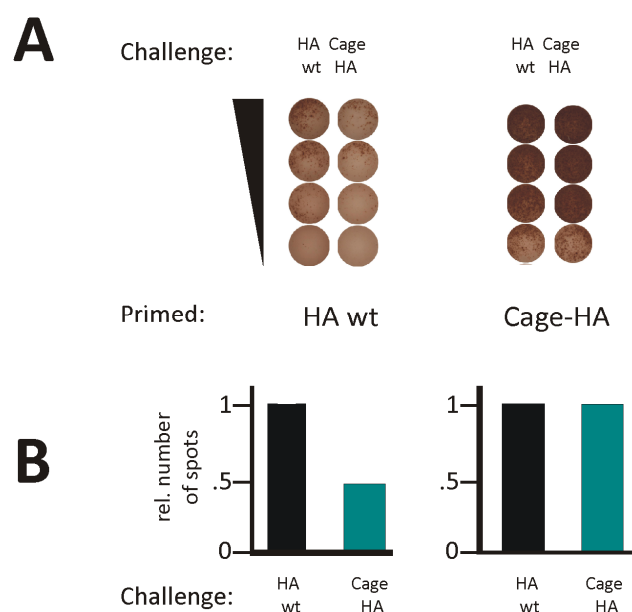 A
Challenge:
HA Cage
wt HA
HA Cage
wt HA
Primed:
HA wt
Cage-HA
B
rel. number
of spots
1
.5
0
1
.5
0
Challenge:
HA Cage
wt HA
HA Cage
wt HA